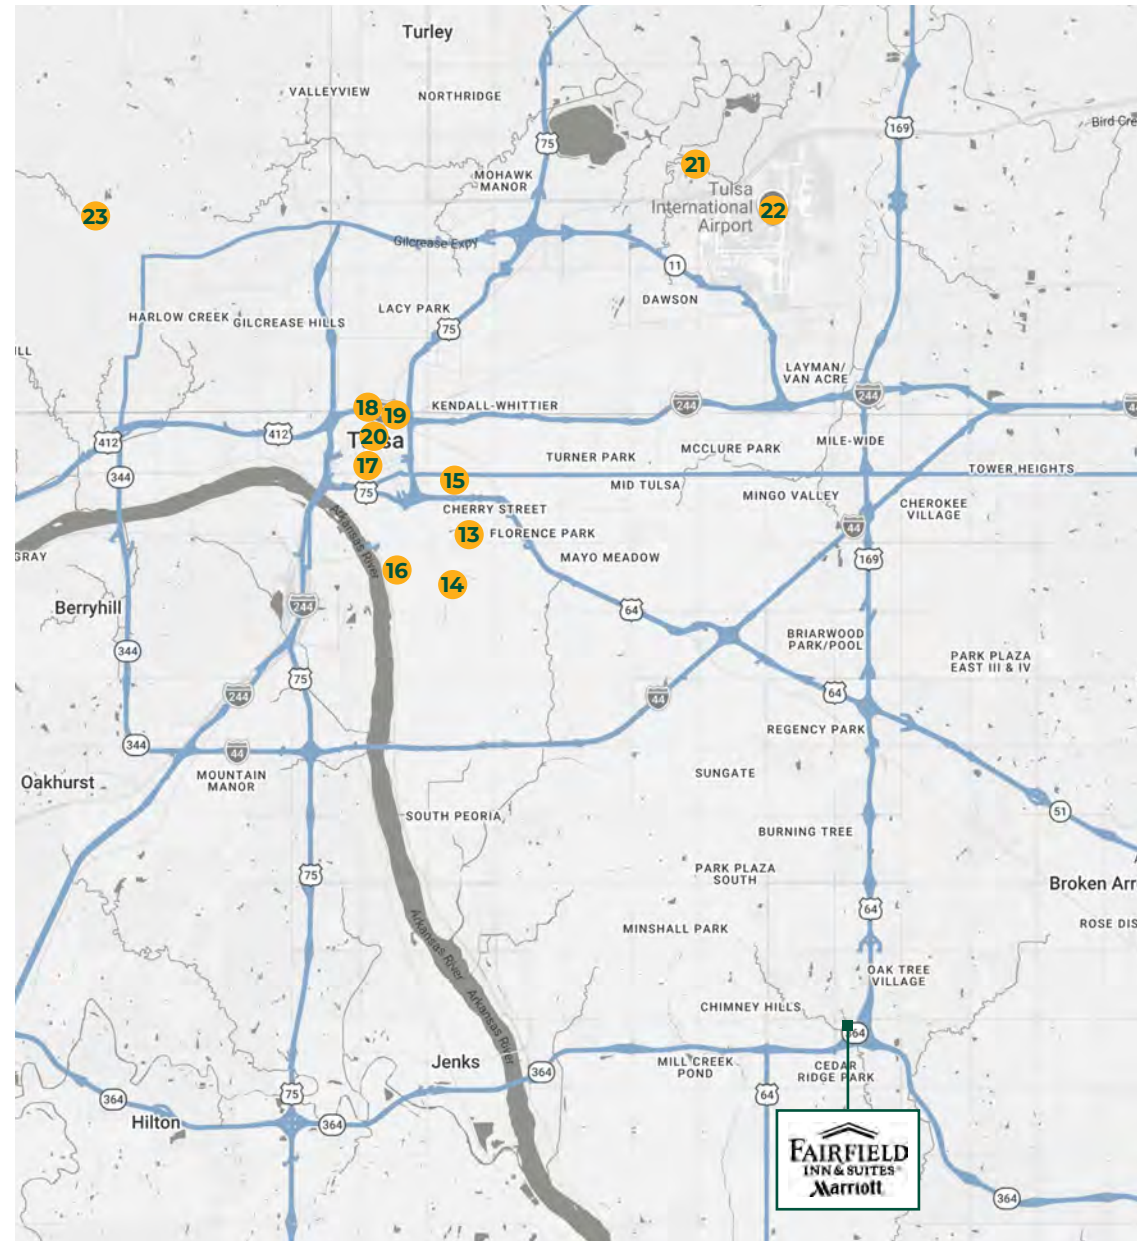 Turley
VALLEYVIEW
NORTHRIDGE
75
169
Bird Cre
MOHAWK
MANOR
21
Tulsa
International
Airport
22
23
Gilcrease Expy
11
DAWSON
HARLOW CREEK
GILCREASE HILLS
LACY PARK
75
ILL
LAYMAN/
VAN ACRE
18
19
KENDALL-WHITTIER
244
244
412
412
20
MILE-WIDE
MCCLURE PARK
TURNER PARK
17
TOWER HEIGHTS
344
15
MID TULSA
75
MINGO VALLEY
CHEROKEE
VILLAGE
CHERRY STREET
Arkansas River
13
FLORENCE PARK
44
GRAY
MAYO MEADOW
169
16
14
Berryhill
244
64
BRIARWOOD
PARK/POOL
344
PARK PLAZA
EAST III & IV
75
244
44
64
REGENCY PARK
344
44
MOUNTAIN
MANOR
Oakhurst
SUNGATE
SOUTH PEORIA
51
BURNING TREE
75
PARK PLAZA
SOUTH
Broken Arr
64
ROSE DIS
MINSHALL PARK
Arkansas River
OAK TREE
VILLAGE
CHIMNEY HILLS
Arkansas River
364
Jenks
364
MILL CREEK
POND
CEDAR
RIDGE PARK
75
64
364
Hilton
364
FAIRFIELD
INN & SUITES®
Marriott
364